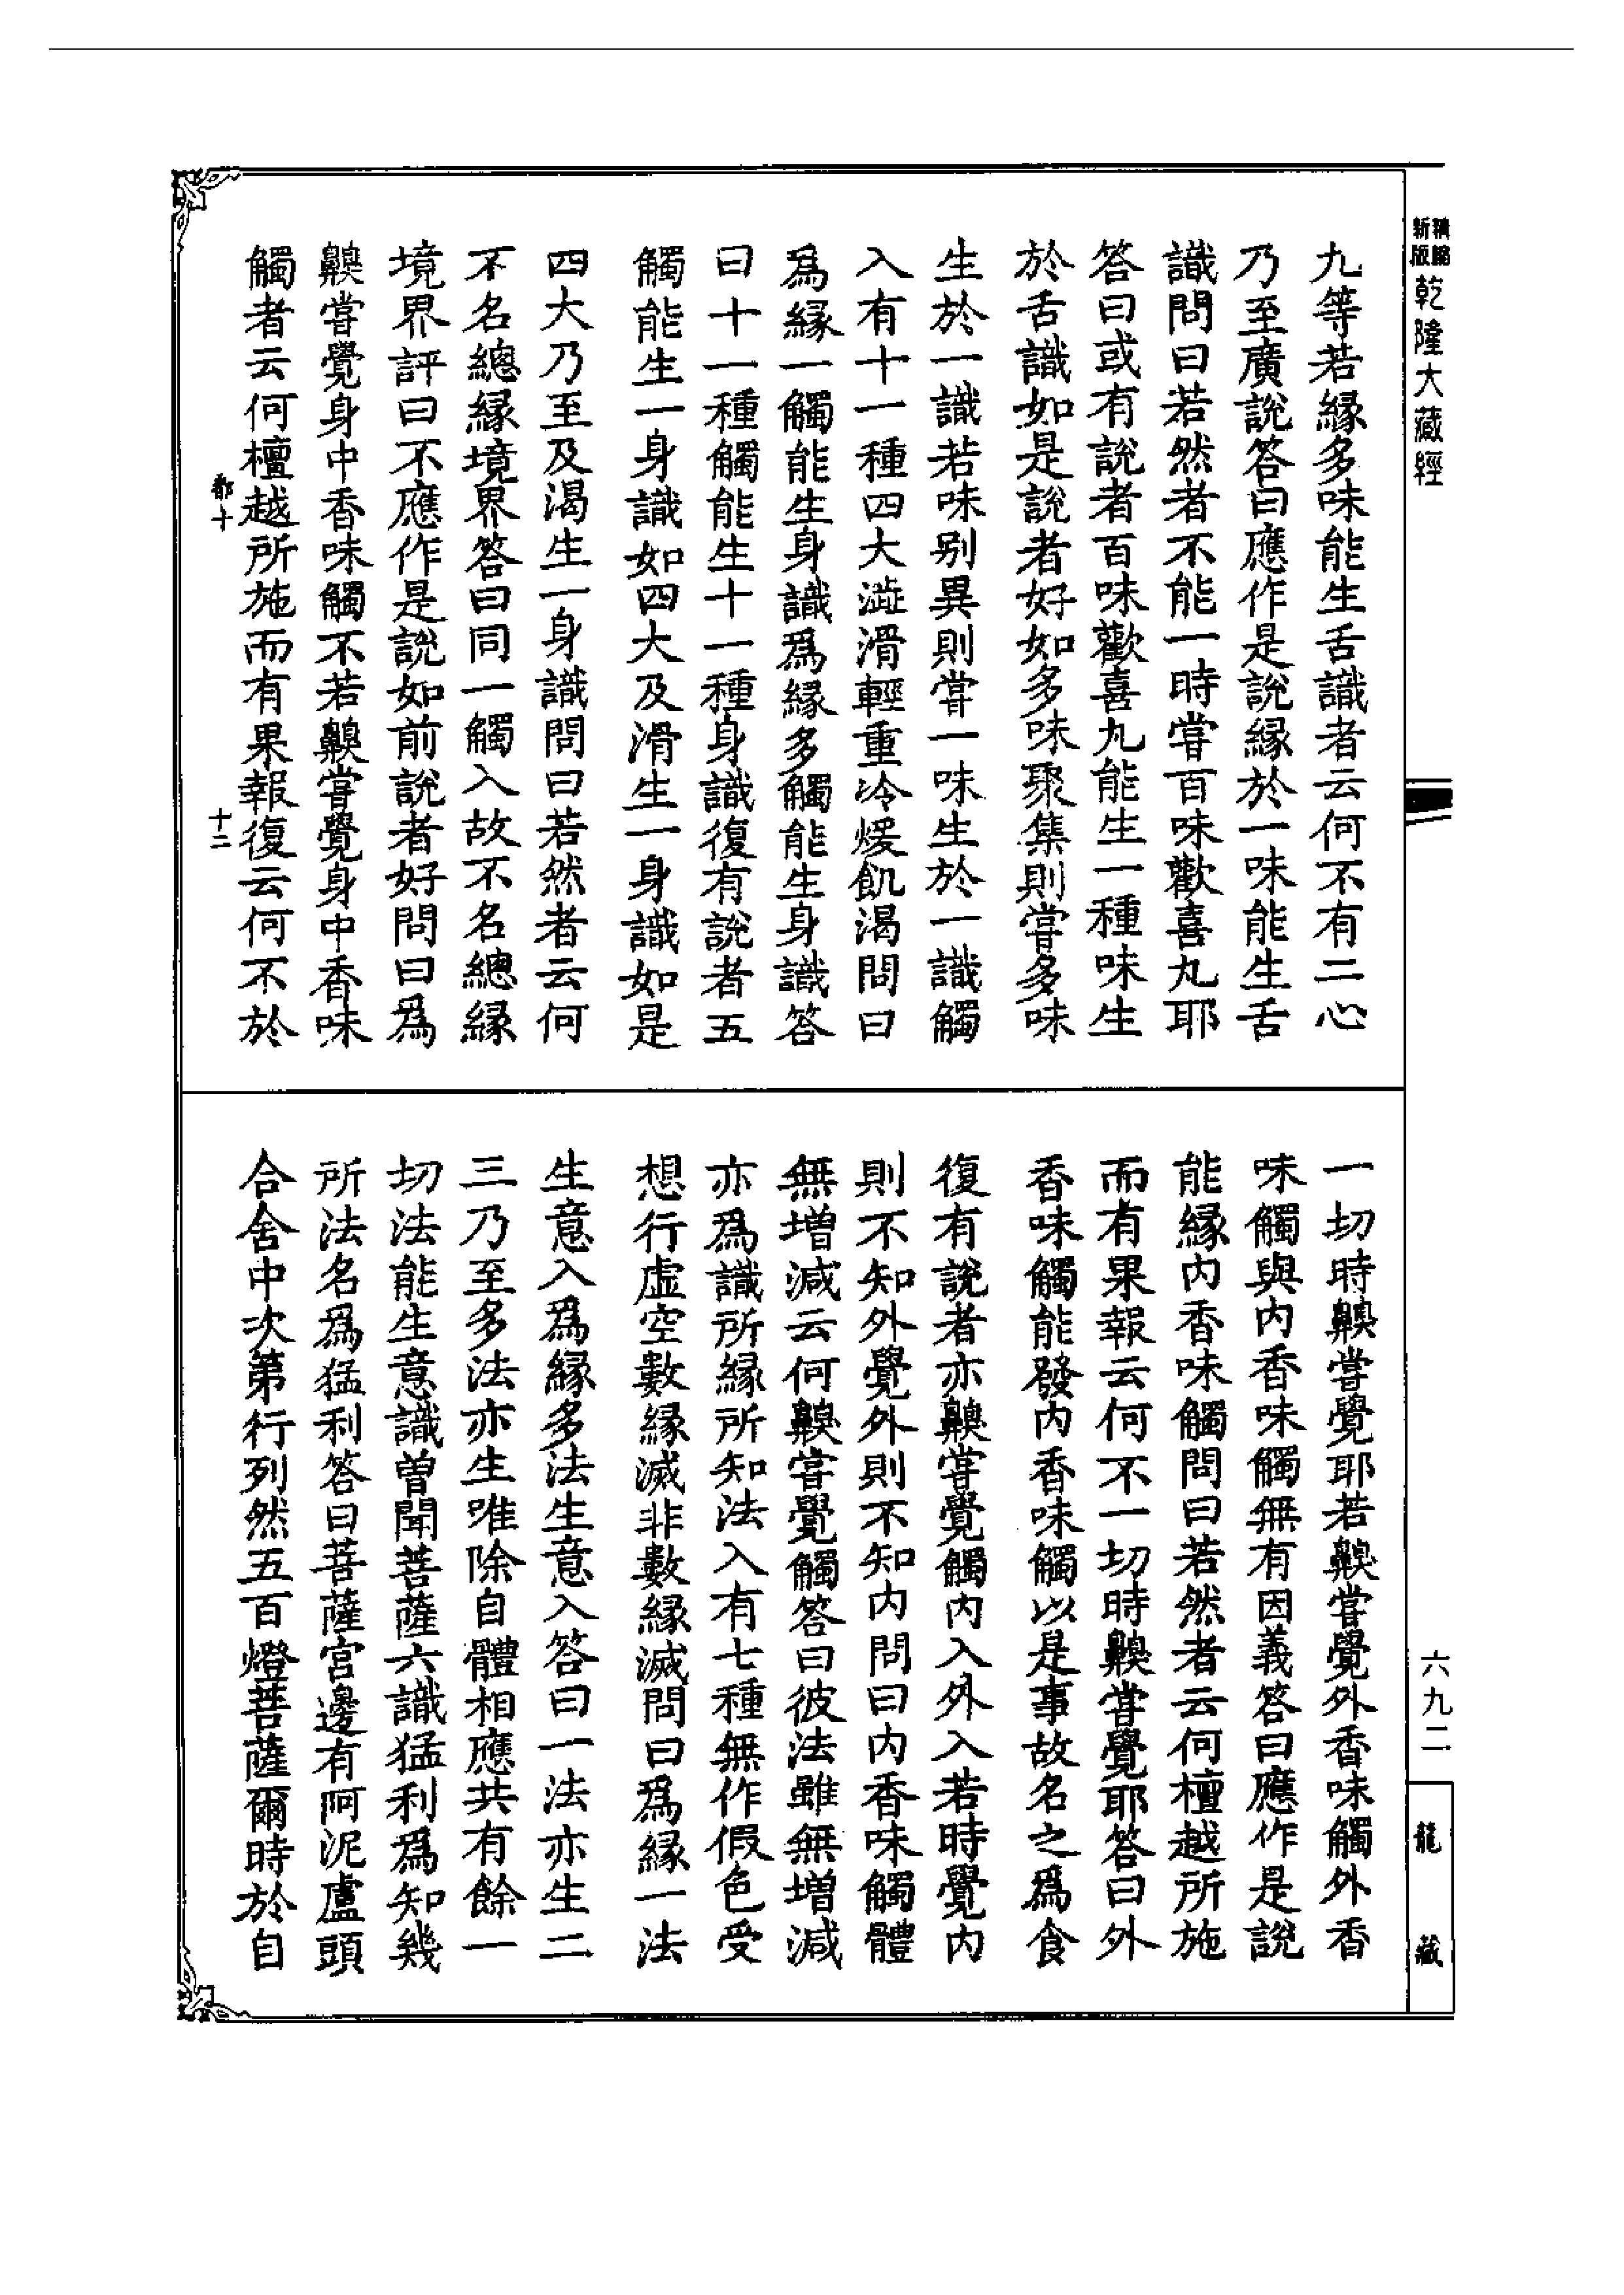 新版精縮乾隆大藏經
九等若緣多味能生舌識者云何不有二心
乃至廣說答曰應作是說緣於一味能生舌
識問曰若然者不能一時甞百味歡喜丸耶
答曰或有說者百味歡喜丸能生一種味生
於舌識如是說者好如多味聚集則甞多味
生於一識若味別異則甞一味生於一識觸
入有十一種四大澁滑輕重冷煖飢渴問曰
為緣一觸能生身識為緣多觸能生身識答
曰十一種觸能生十一種身識復有說者五
觸能生一身識如四大及滑生一身識如是
四大乃至及渴生一身識問曰若然者云何
不名總緣境界答曰同一觸入故不名總緣
境界評曰不應作是說如前說者好問曰為
齅甞覺身中香味觸不若齅甞覺身中香味
觸者云何檀越所施而有果報復云何不於
都十 十二
一切時齅甞覺耶若齅甞覺外香味觸外香
味觸與內香味觸無有因義答曰應作是說
能緣內香味觸問曰若然者云何檀越所施
而有果報云何不一切時齅甞覺耶答曰外
香味觸能發內香味觸以是事故名之為食
復有說者亦齅甞覺觸內入外入若時覺內
則不知外覺外則不知內問曰內香味觸體
無增減云何齅甞覺觸答曰彼法雖無增減
亦為識所緣所知法入有七種無作假色受
想行虛空數緣滅非數緣滅問曰為緣一法
生意入為緣多法生意入答曰一法亦生二
三乃至多法亦生唯除自體相應共有餘一
切法能生意識曾聞菩薩六識猛利為知幾
所法名為猛利答曰菩薩宮邊有阿泥盧頭
合舍中次第行列然五百燈菩薩爾時於自
六九二
龍藏